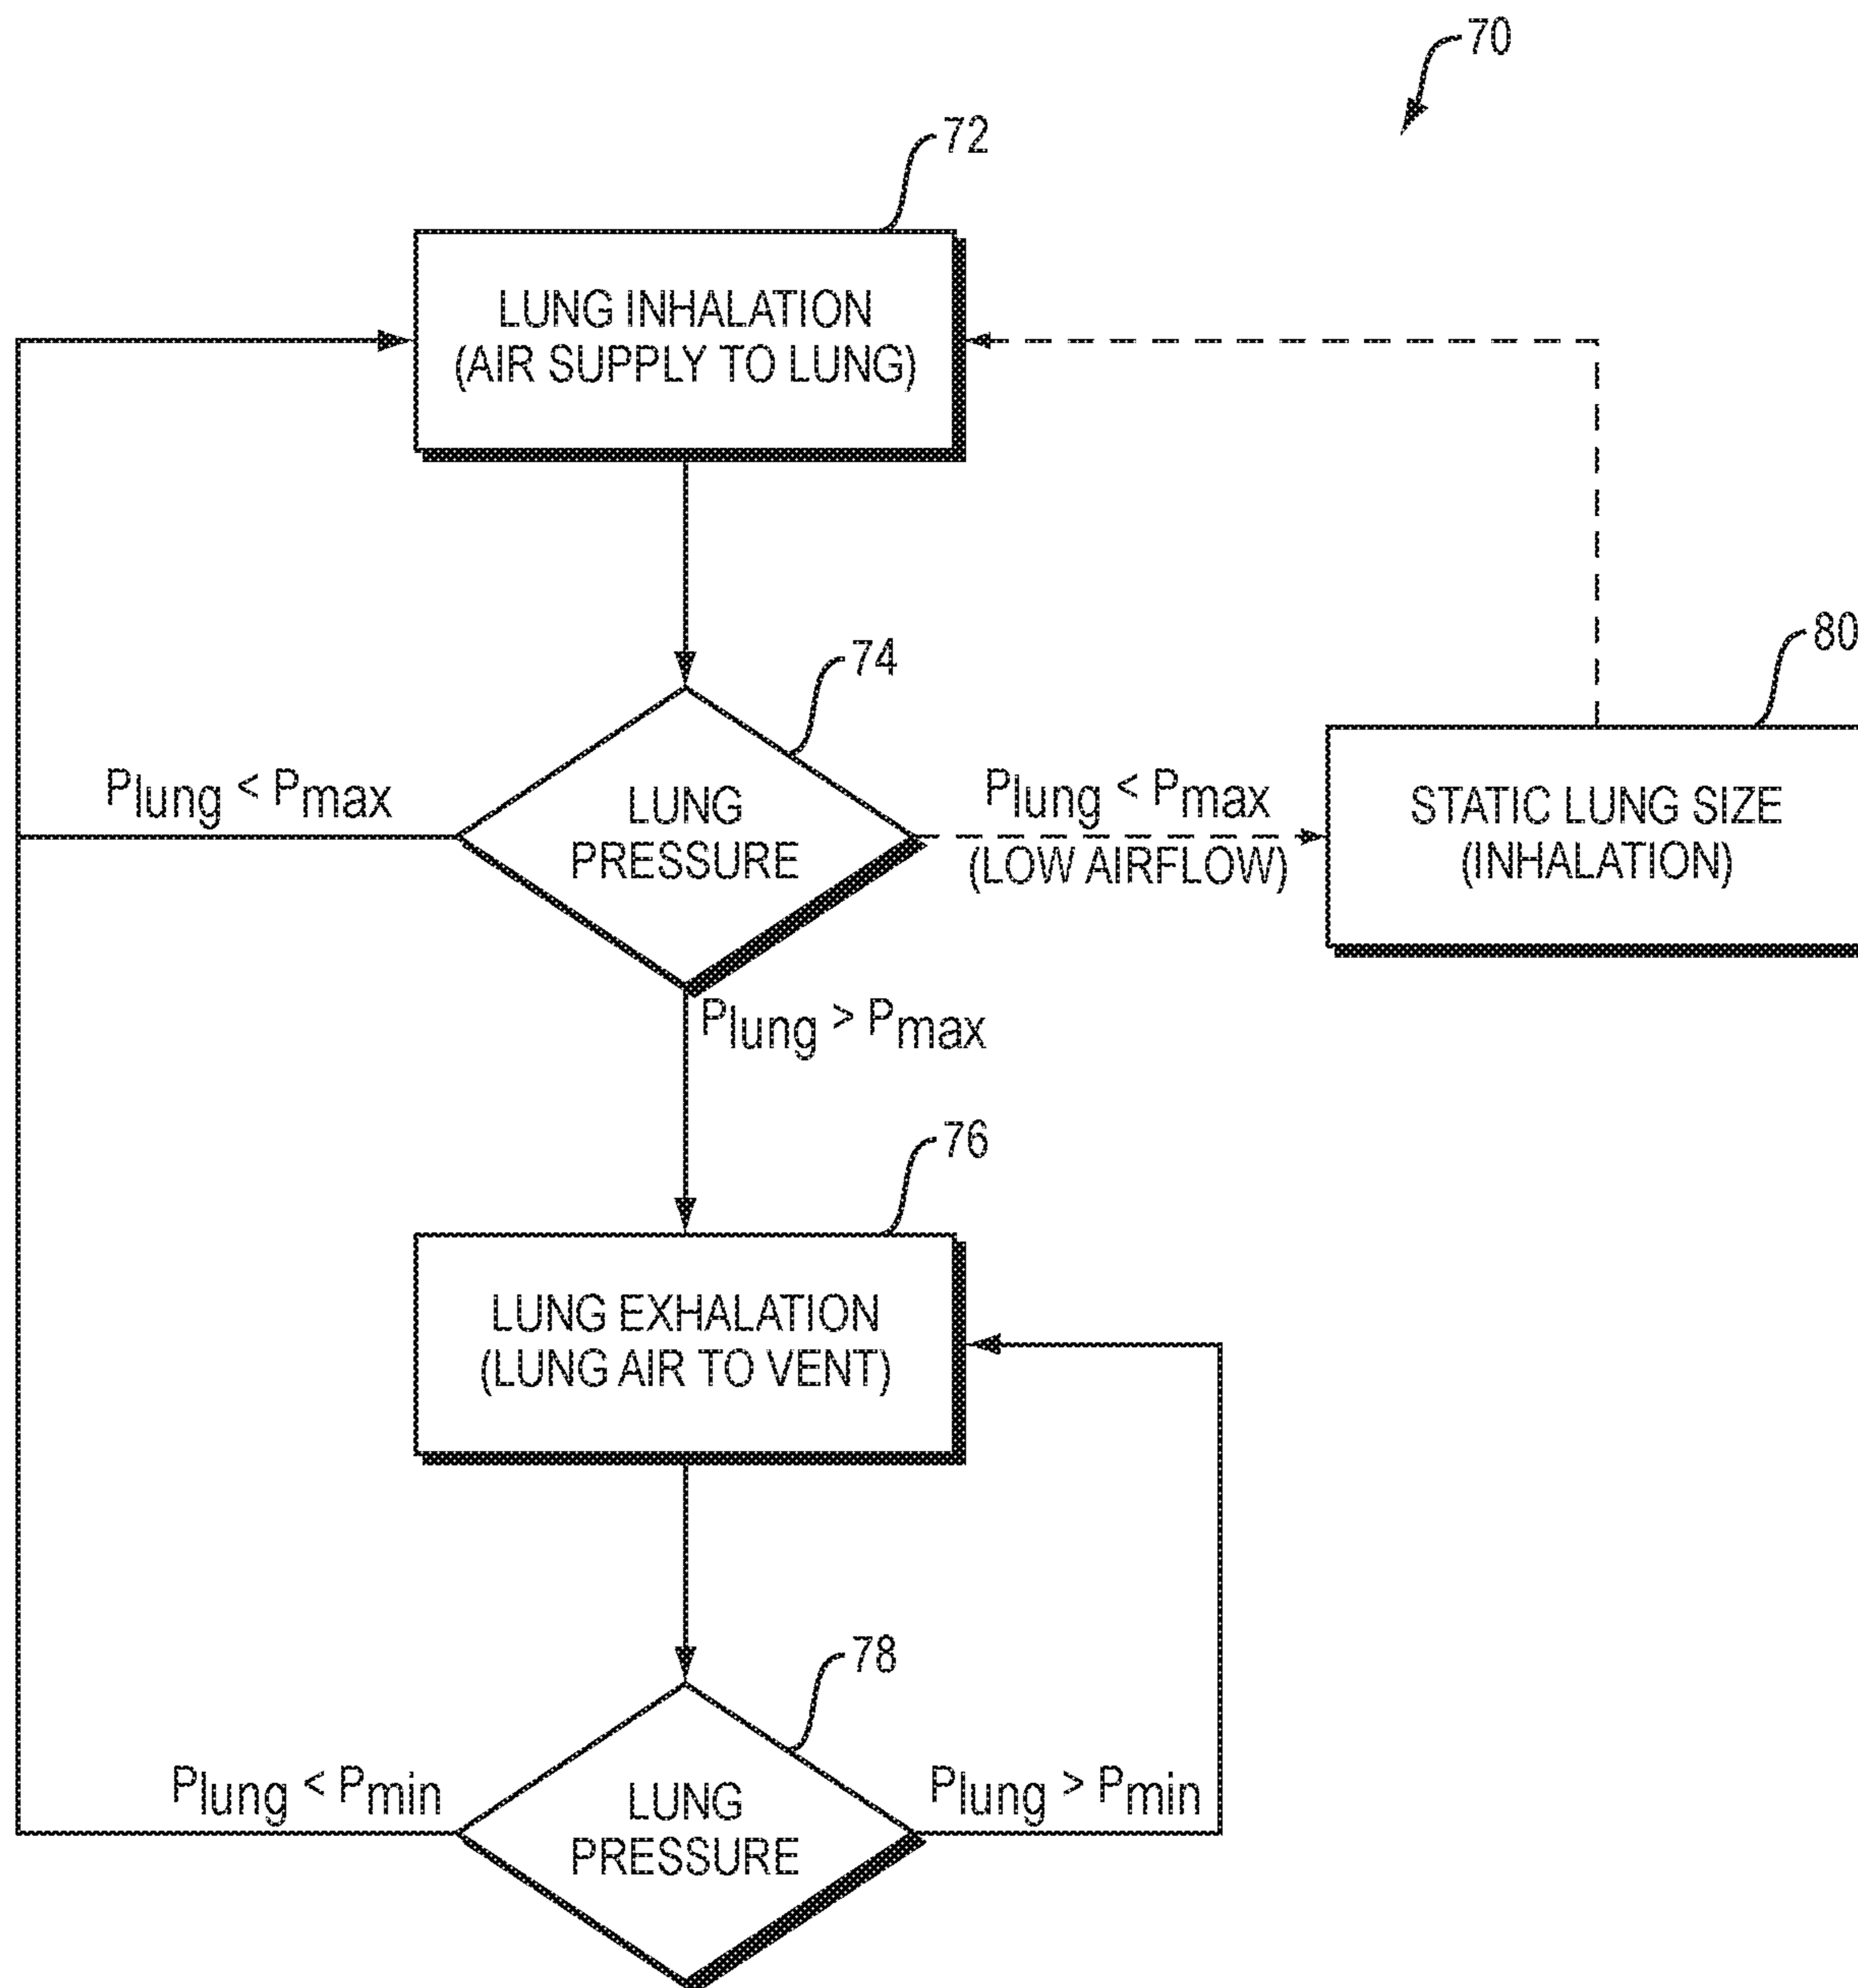 70
72
LUNG INHALATION
(AIR SUPPLY TO LUNG)
74
80
Plung < Pmax
LUNG
PRESSURE
Plung < Pmax
(LOW AIRFLOW)
STATIC LUNG SIZE
(INHALATION)
Plung > Pmax
76
LUNG EXHALATION
(LUNG AIR TO VENT)
78
Plung < Pmin
LUNG
PRESSURE
Plung > Pmin